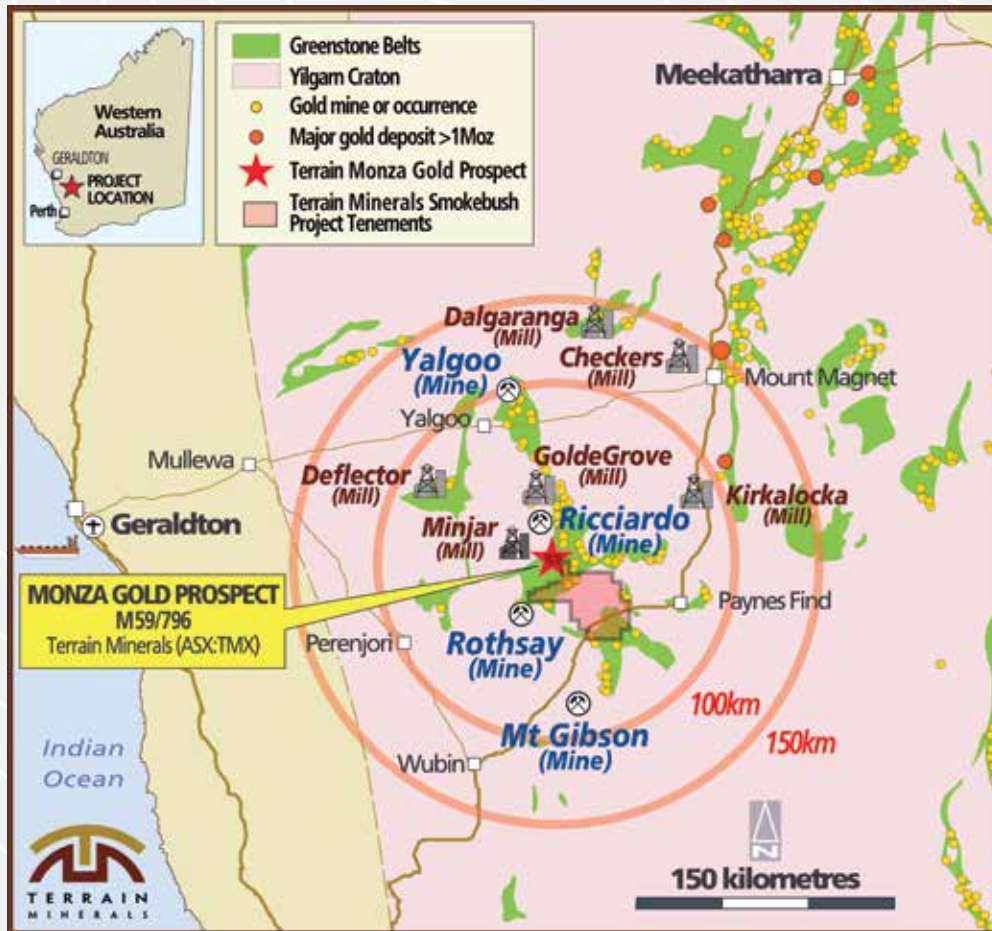 Western
Australia
GERALDTON
PROJECT
LOCATION
Perth
Greenstone Belts
Yilgarn Craton
Gold mine or occurrence
Major gold deposit >1Moz
Terrain Monza Gold Prospect
Terrain Minerals Smokebush
Project Tenements
Meekatharra
Dalgaranga
(Mill)
Checkers
(Mill)
Yalgoo
(Mine)
Mount Magnet
Yalgoo
Mullewa
Deflector
(Mill)
GoldeGrove
(Mill)
Kirkalocka
(Mill)
Geraldton
Minjar
(Mill)
Ricciardo
(Mine)
MONZA GOLD PROSPECT
M59/796
Terrain Minerals (ASX:TMX)
Paynes Find
Perenjori
Rothsay
(Mine)
100km
150km
Mt Gibson
(Mine)
Indian
Ocean
Wubin
N
150 kilometres
TERRAIN
MINERALS